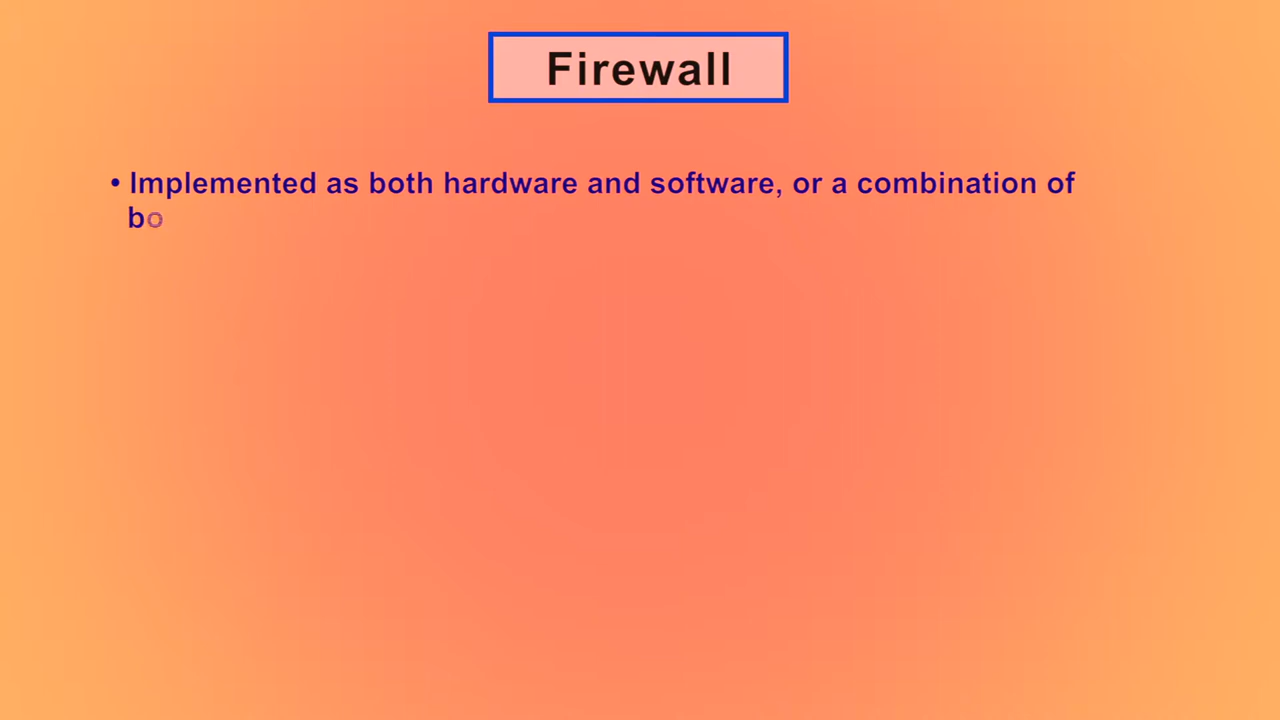 Firewall
• Implemented as both hardware and software, or a combination of
bo